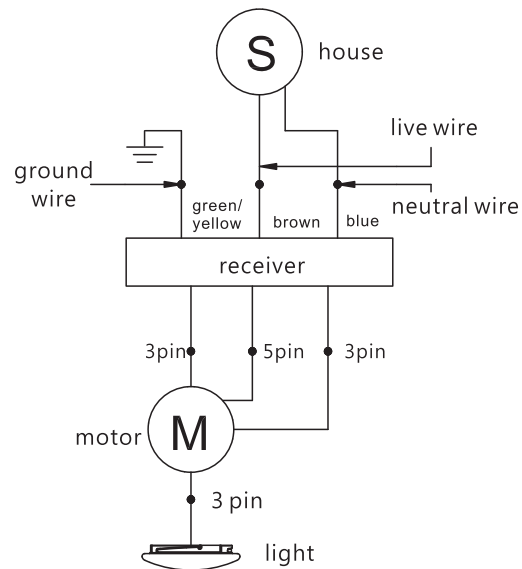 S
house
live wire
ground
wire
green/
yellow
brown
blue
neutral wire
receiver
3pin
5pin
3pin
motor
M
3 pin
light